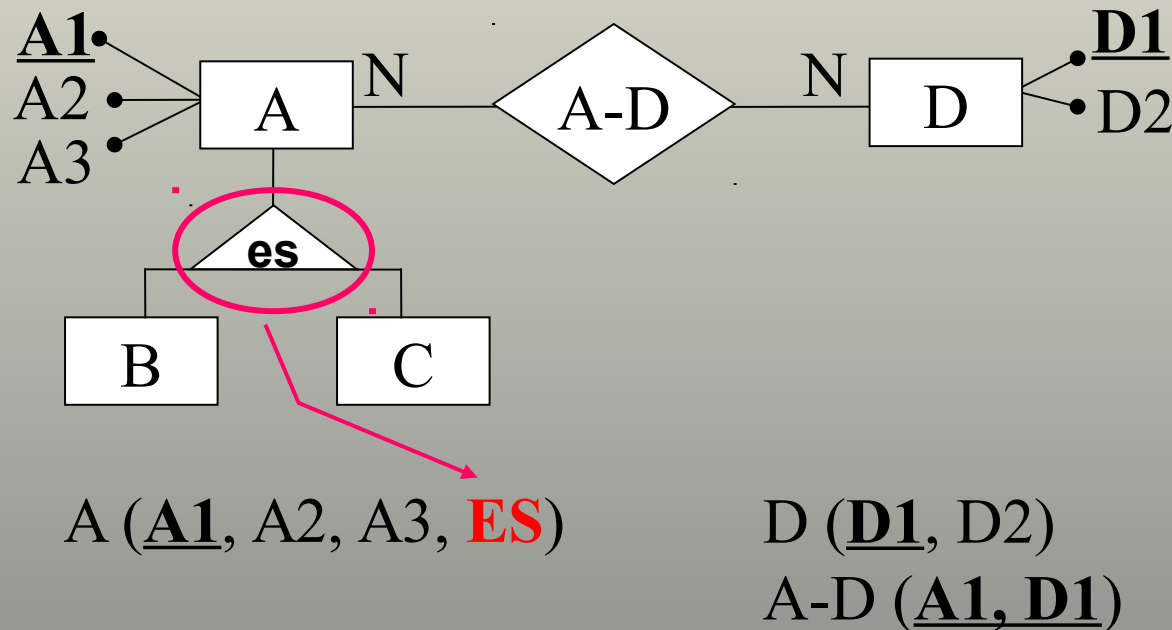 A1
A2
A3
A
N
A-D
N
D
D1
D2
es
B
C
A (A1, A2, A3, ES)
D (D1, D2)
A-D (A1, D1)